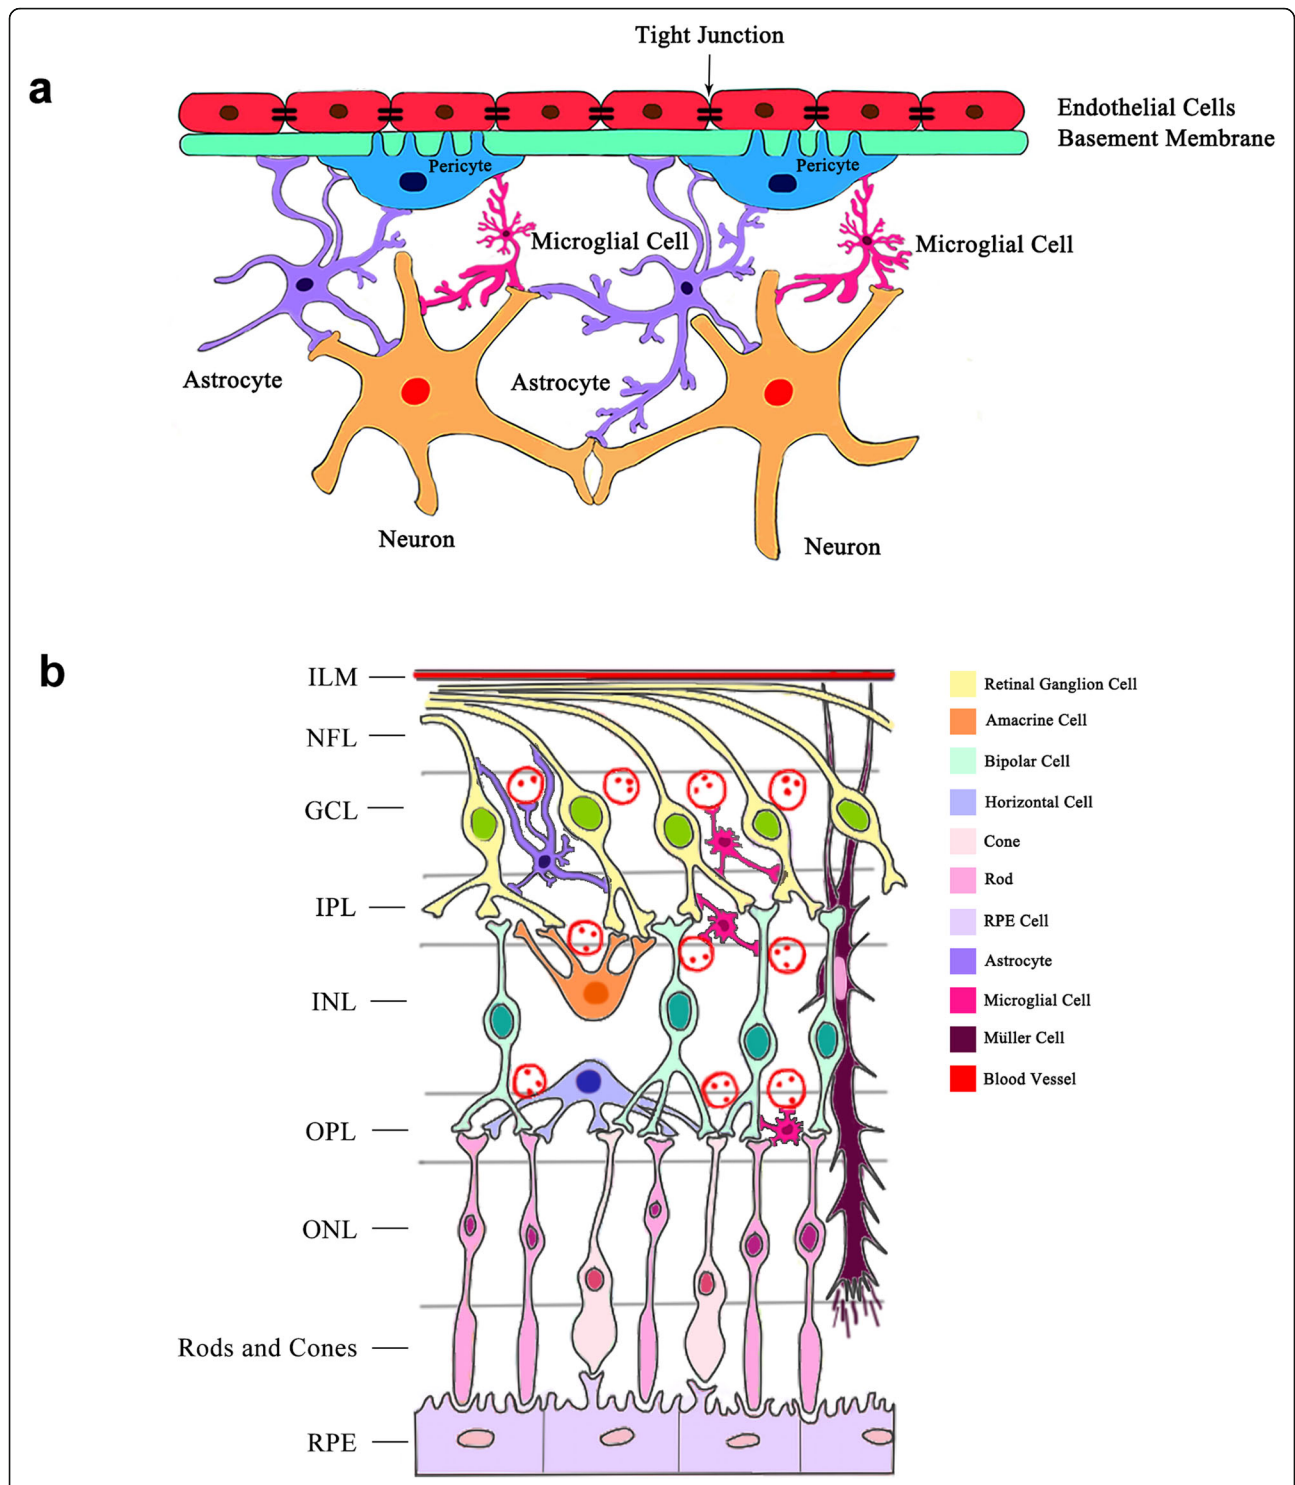 a
Tight Junction
Endothelial Cells
Basement Membrane
Pericyte
Pericyte
Microglial Cell
Microglial Cell
Astrocyte
Astrocyte
Neuron
Neuron
b
ILM
NFL
GCL
IPL
INL
OPL
ONL
Rods and Cones
RPE
Retinal Ganglion Cell
Amacrine Cell
Bipolar Cell
Horizontal Cell
Cone
Rod
RPE Cell
Astrocyte
Microglial Cell
Müller Cell
Blood Vessel